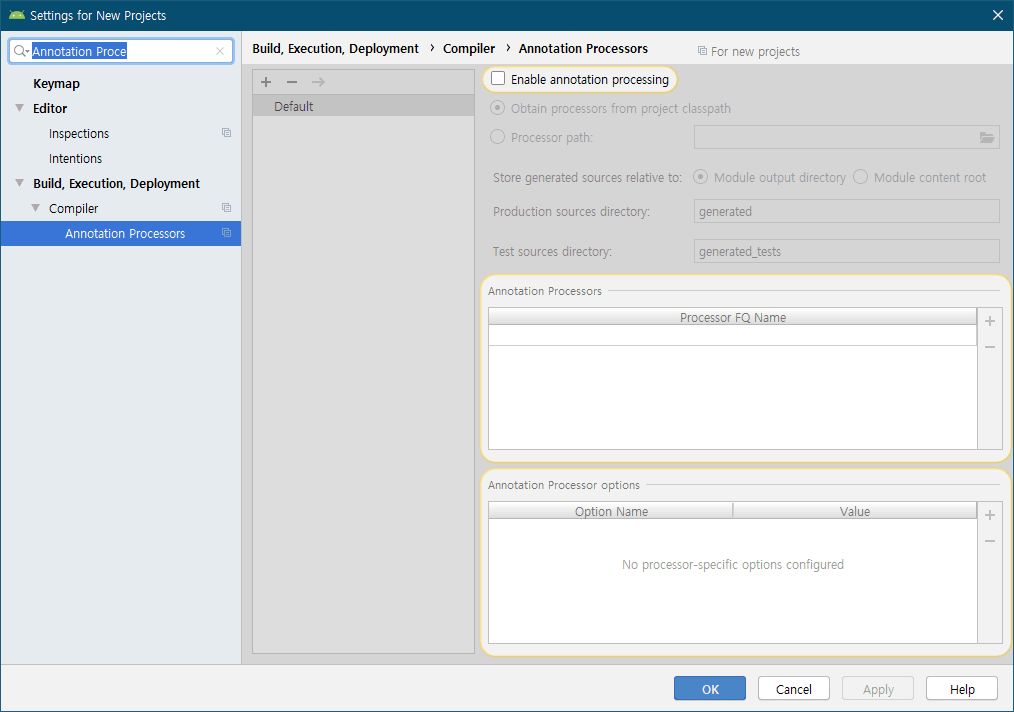 Settings for New Projects
Annotation Proce
Keymap
Editor
Inspections
Intentions
Build, Execution, Deployment
Compiler
Annotation Processors
Build, Execution, Deployment › Compiler › Annotation Processors
For new projects
Default
Enable annotation processing
Obtain processors from project classpath
Processor path:
Store generated sources relative to: Module output directory Module content root
Production sources directory: generated
Test sources directory: generated_tests
Annotation Processors
Processor FQ Name
Annotation Processor options
Option Name Value
No processor-specific options configured
OK Cancel Apply Help